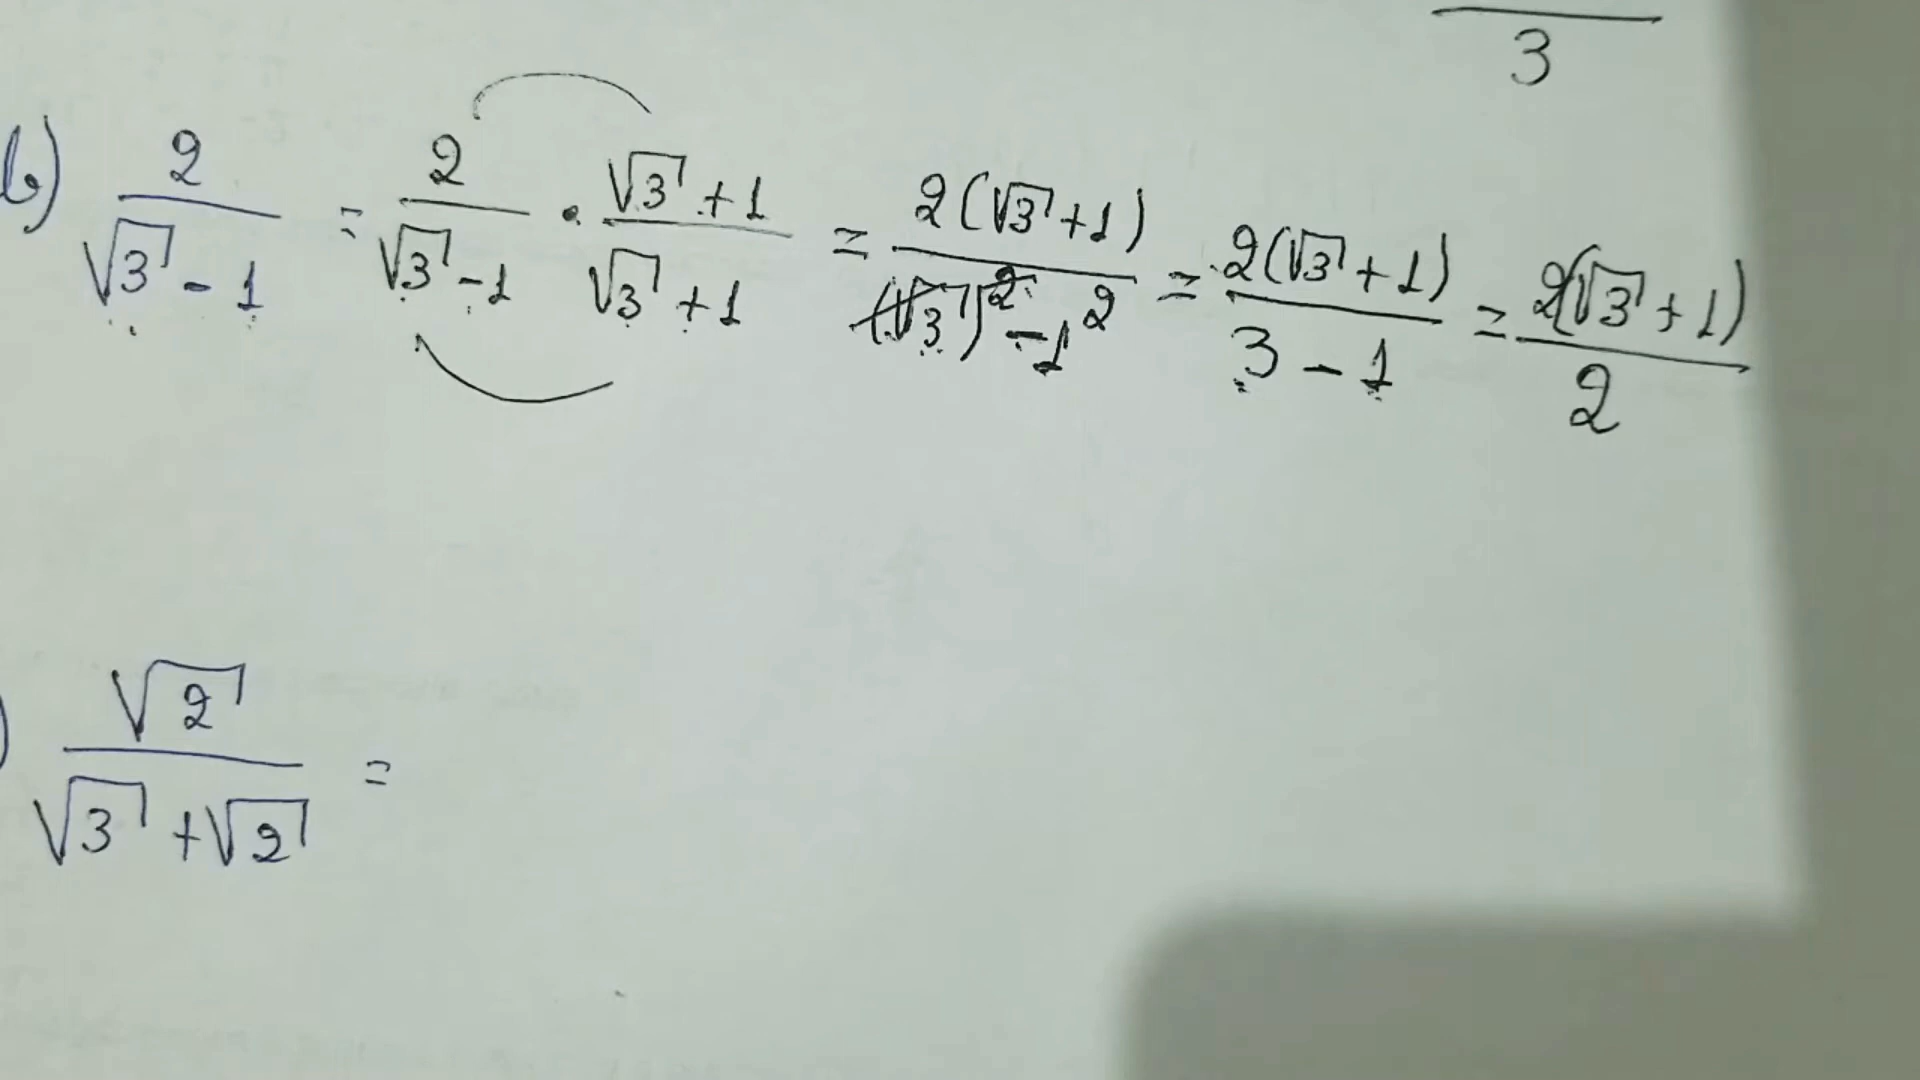 3
b) 2/(√3 - 1) = 2/(√3 - 1) · (√3 + 1)/(√3 + 1) = 2(√3 + 1)/((√3)² - 1²) = 2(√3 + 1)/(3 - 1) = 2(√3 + 1)/2
) √2/(√3 + √2) =